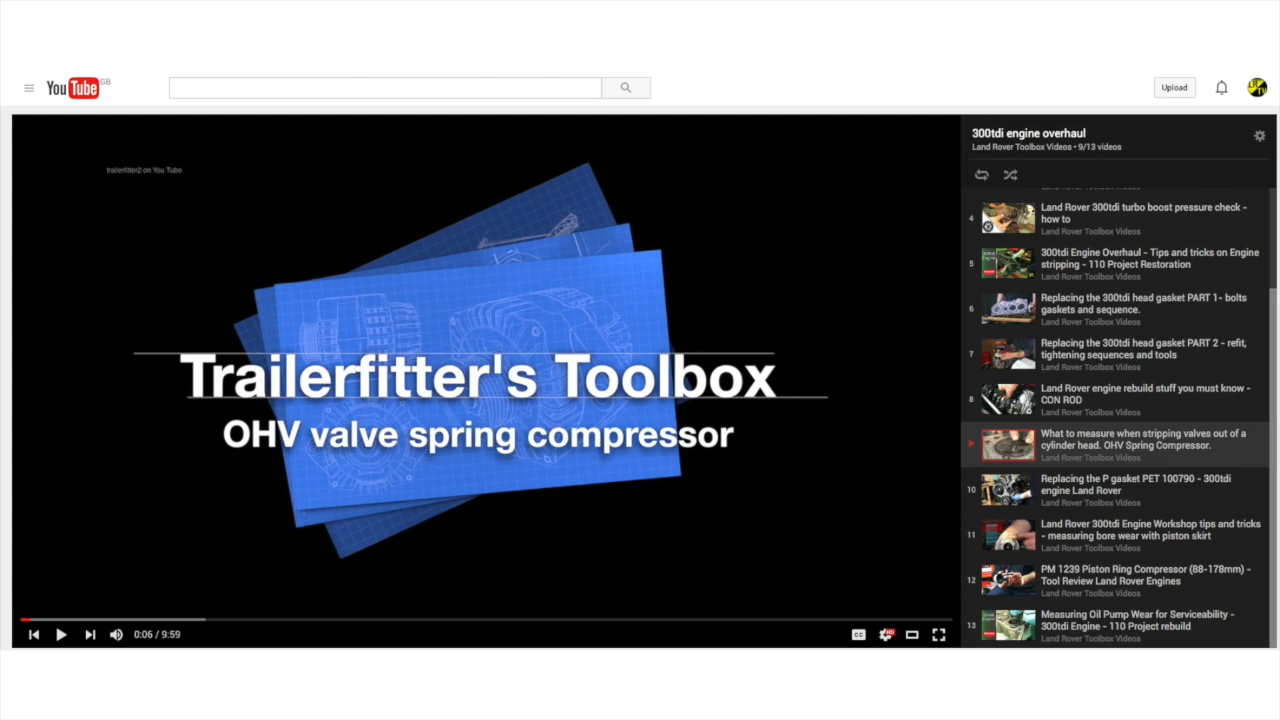 YouTube GB
Upload
trailerfitter2 on You Tube
Trailerfitter's Toolbox
OHV valve spring compressor
0:06 / 9:59
CC
HD
300tdi engine overhaul
Land Rover Toolbox Videos • 9/13 videos
Land Rover Toolbox Videos
4
Land Rover 300tdi turbo boost pressure check -
how to
Land Rover Toolbox Videos
5
300tdi Engine Overhaul - Tips and tricks on Engine
stripping - 110 Project Restoration
Land Rover Toolbox Videos
6
Replacing the 300tdi head gasket PART 1- bolts
gaskets and sequence.
Land Rover Toolbox Videos
7
Replacing the 300tdi head gasket PART 2 - refit,
tightening sequences and tools
Land Rover Toolbox Videos
8
Land Rover engine rebuild stuff you must know -
CON ROD
Land Rover Toolbox Videos
What to measure when stripping valves out of a
cylinder head. OHV Spring Compressor.
Land Rover Toolbox Videos
10
Replacing the P gasket PET 100790 - 300tdi
engine Land Rover
Land Rover Toolbox Videos
11
Land Rover 300tdi Engine Workshop tips and tricks
- measuring bore wear with piston skirt
Land Rover Toolbox Videos
12
PM 1239 Piston Ring Compressor (88-178mm) -
Tool Review Land Rover Engines
Land Rover Toolbox Videos
13
Measuring Oil Pump Wear for Serviceability -
300tdi Engine - 110 Project rebuild
Land Rover Toolbox Videos